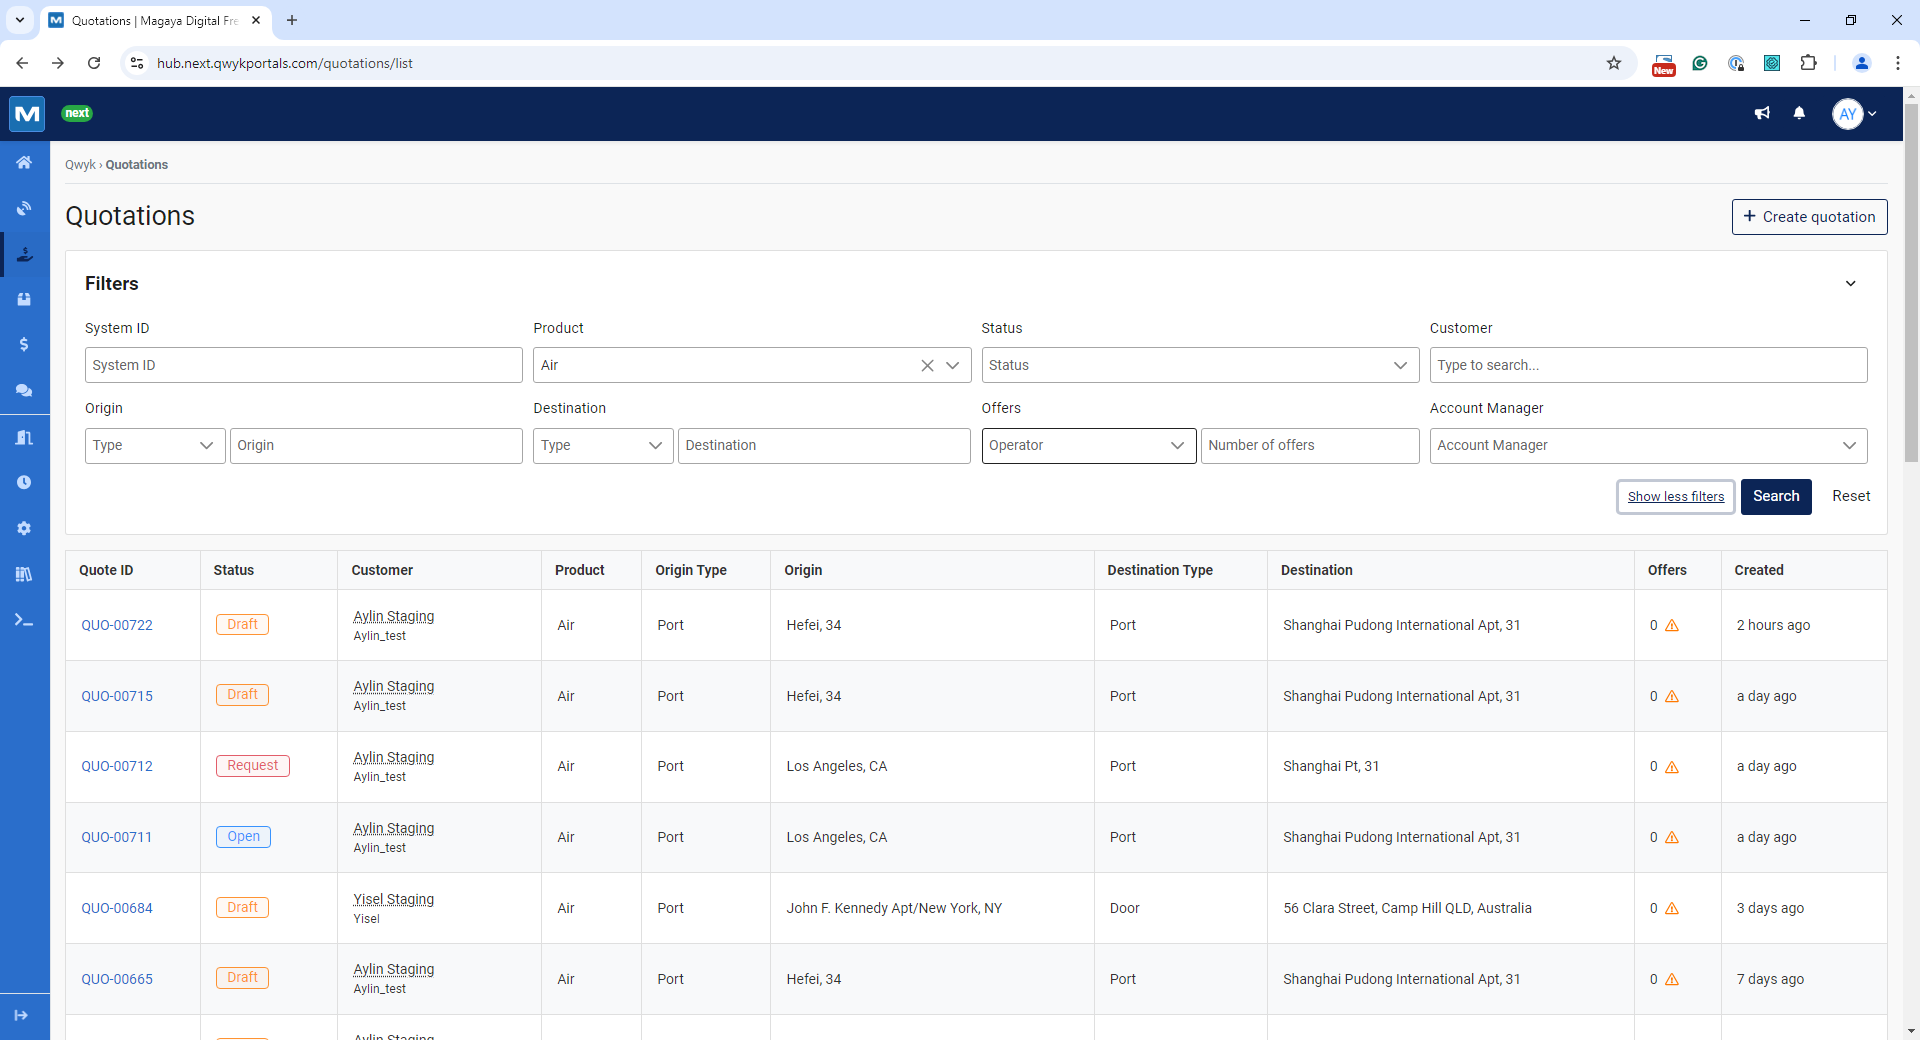 Quotations | Magaya Digital Fre
hub.next.qwykportals.com/quotations/list
New
M next
AY
Qwyk › Quotations
Quotations
+ Create quotation
Filters
System ID Product Status Customer
System ID Air Status Type to search...
Origin Destination Offers Account Manager
Type Origin Type Destination Operator Number of offers Account Manager
Show less filters Search Reset
Quote ID Status Customer Product Origin Type Origin Destination Type Destination Offers Created
QUO-00722 Draft Aylin Staging Air Port Hefei, 34 Port Shanghai Pudong International Apt, 31 0 2 hours ago
Aylin_test
QUO-00715 Draft Aylin Staging Air Port Hefei, 34 Port Shanghai Pudong International Apt, 31 0 a day ago
Aylin_test
QUO-00712 Request Aylin Staging Air Port Los Angeles, CA Port Shanghai Pt, 31 0 a day ago
Aylin_test
QUO-00711 Open Aylin Staging Air Port Los Angeles, CA Port Shanghai Pudong International Apt, 31 0 a day ago
Aylin_test
QUO-00684 Draft Yisel Staging Air Port John F. Kennedy Apt/New York, NY Door 56 Clara Street, Camp Hill QLD, Australia 0 3 days ago
Yisel
QUO-00665 Draft Aylin Staging Air Port Hefei, 34 Port Shanghai Pudong International Apt, 31 0 7 days ago
Aylin_test
Aylin Staging